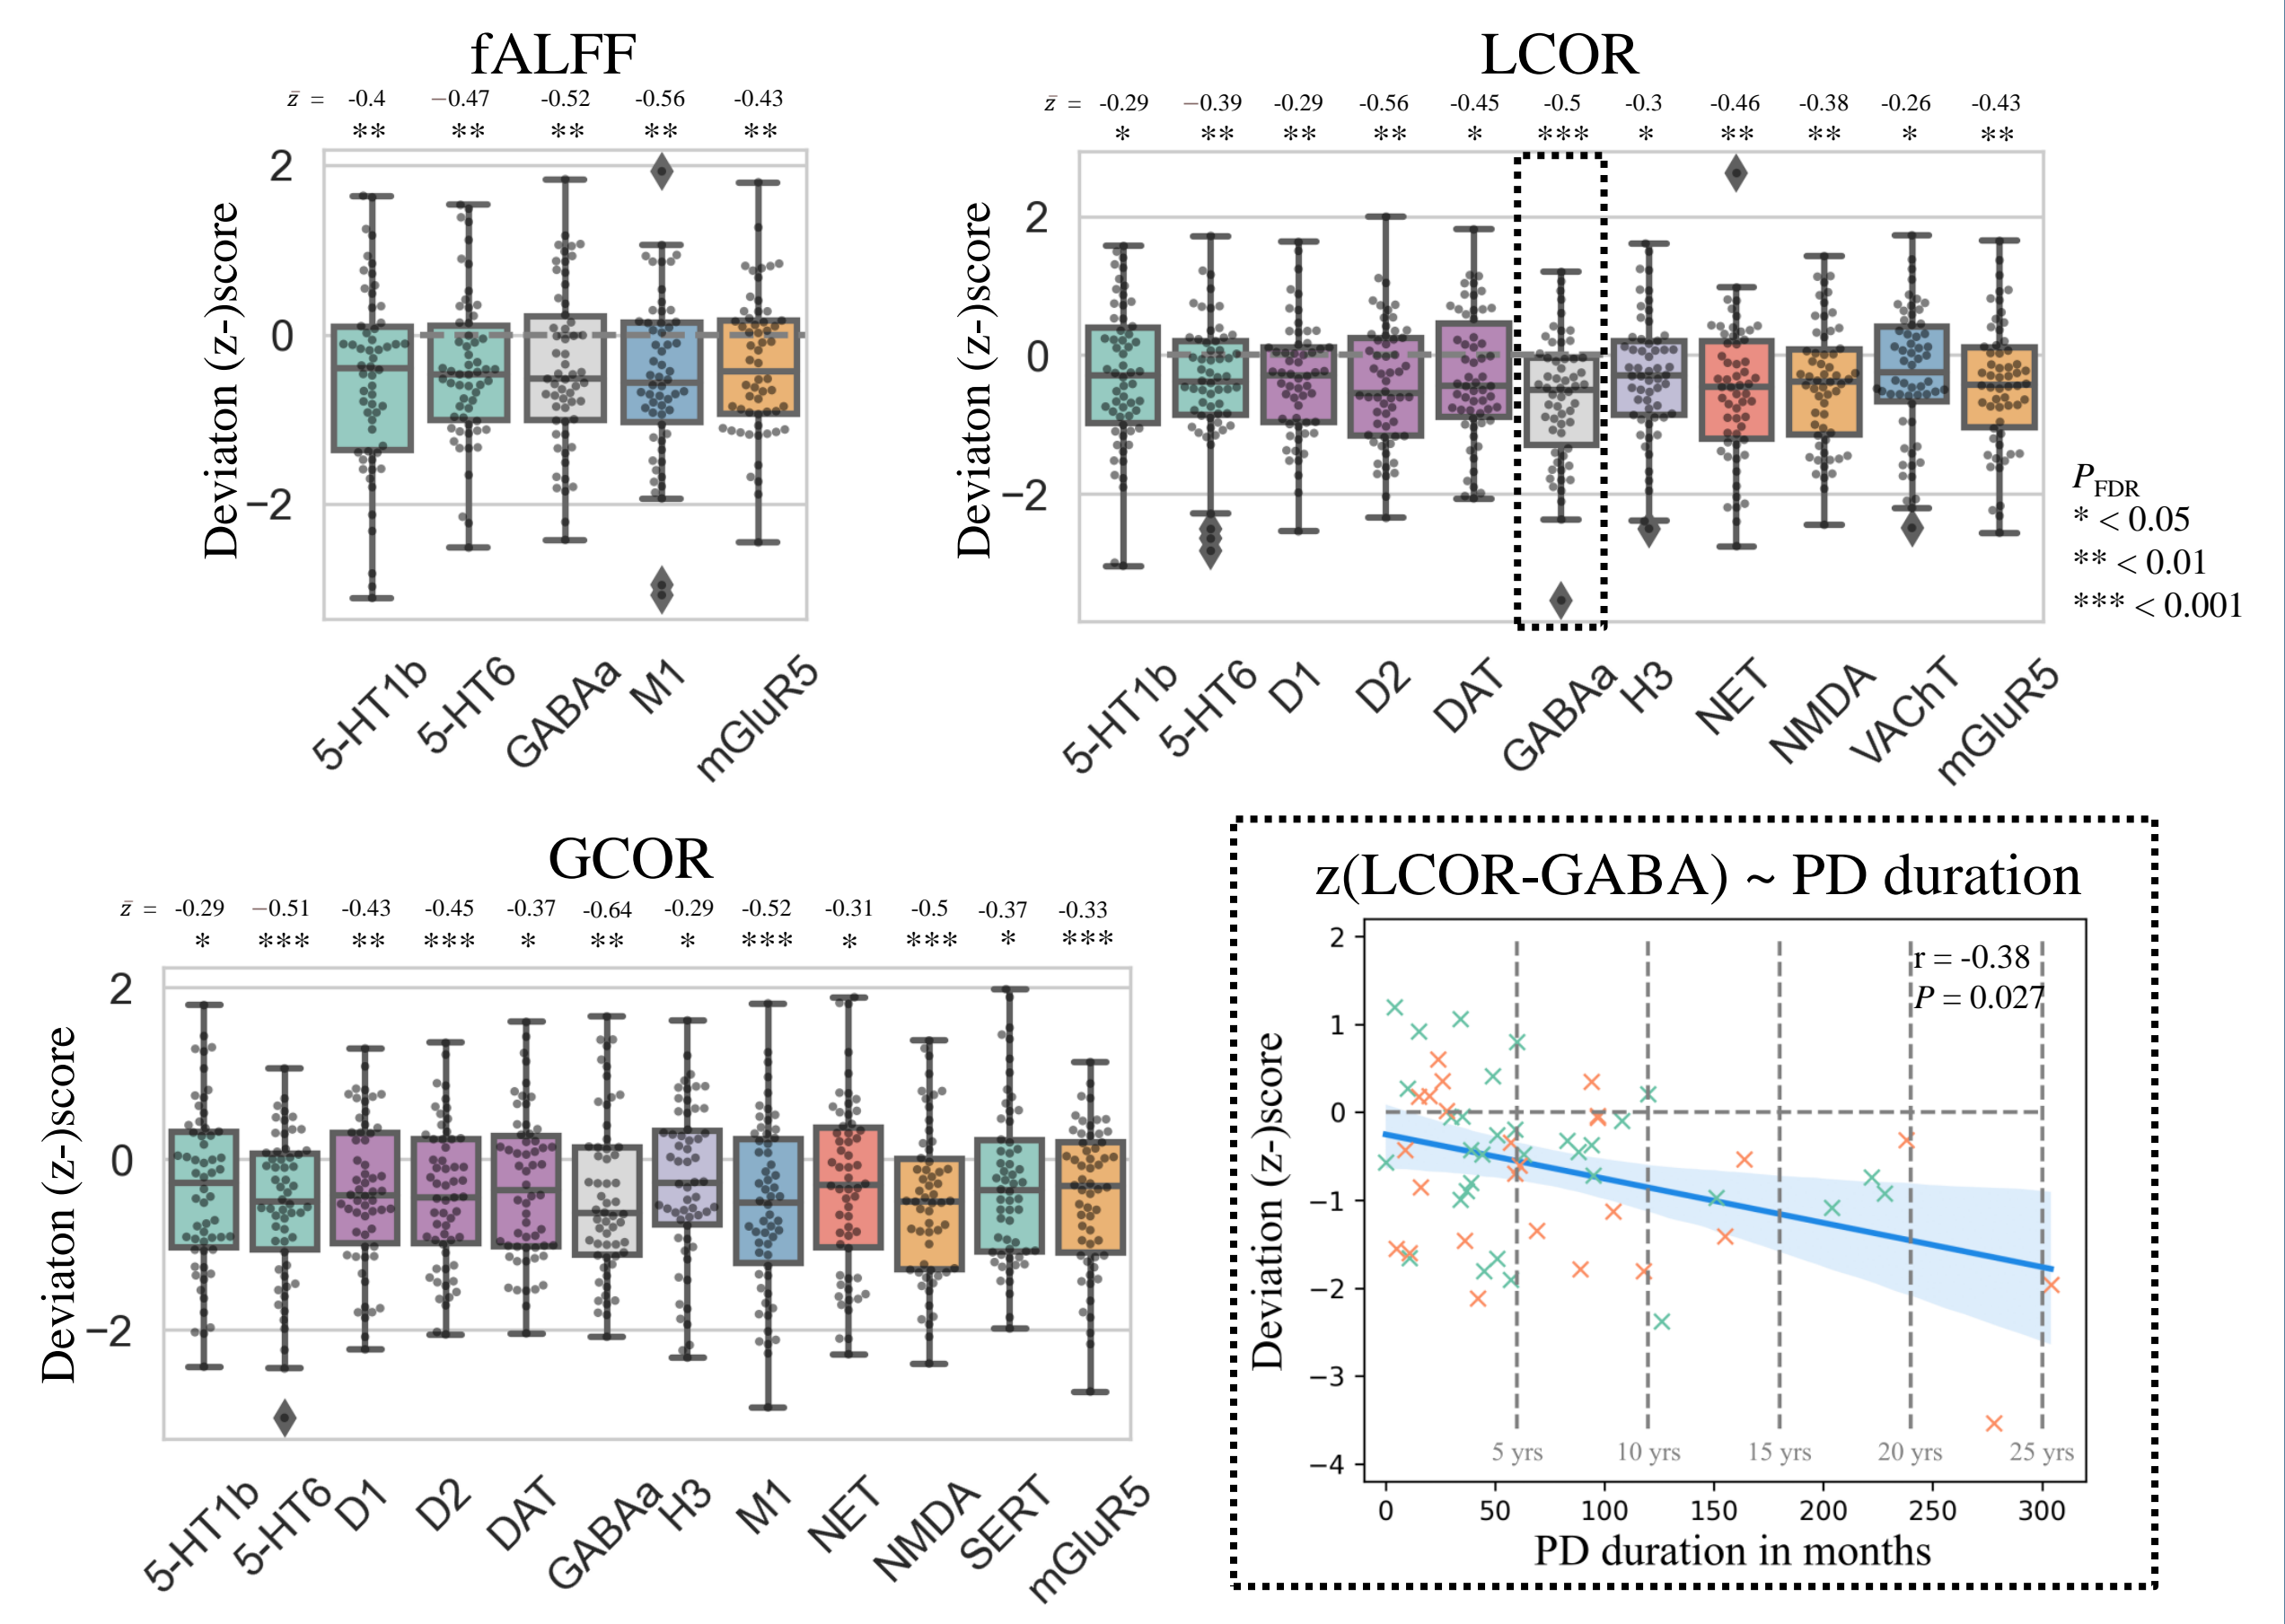 fALFF
z̄ = -0.4 −0.47 -0.52 -0.56 -0.43
** ** ** ** **
Deviaton (z-)score
2
0
−2
5-HT1b 5-HT6 GABAa M1 mGluR5
LCOR
z̄ = -0.29 −0.39 -0.29 -0.56 -0.45 -0.5 -0.3 -0.46 -0.38 -0.26 -0.43
* ** ** ** * *** * ** ** * **
Deviaton (z-)score
2
0
−2
5-HT1b 5-HT6 D1 D2 DAT GABAa H3 NET NMDA VAChT mGluR5
PFDR
* < 0.05
** < 0.01
*** < 0.001
GCOR
z̄ = -0.29 −0.51 -0.43 -0.45 -0.37 -0.64 -0.29 -0.52 -0.31 -0.5 -0.37 -0.33
* *** ** *** * ** * *** * *** * ***
Deviaton (z-)score
2
0
−2
5-HT1b 5-HT6 D1 D2 DAT GABAa H3 M1 NET NMDA SERT mGluR5
z(LCOR-GABA) ~ PD duration
r = -0.38
P = 0.027
Deviation (z-)score
2
1
0
−1
−2
−3
−4
5 yrs 10 yrs 15 yrs 20 yrs 25 yrs
0 50 100 150 200 250 300
PD duration in months